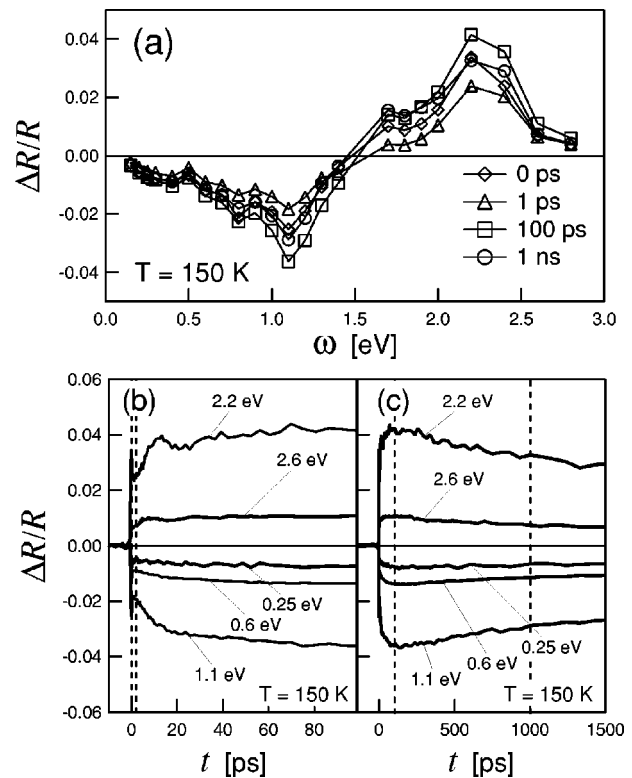 (a)
0.04
0.02
0.00
-0.02
-0.04
ΔR/R
0 ps
1 ps
100 ps
1 ns
T = 150 K
0.0 0.5 1.0 1.5 2.0 2.5 3.0
ω [eV]
(b)
(c)
0.06
0.04
0.02
0.00
-0.02
-0.04
-0.06
ΔR/R
2.2 eV
2.6 eV
0.25 eV
0.6 eV
1.1 eV
T = 150 K
2.2 eV
2.6 eV
0.25 eV
0.6 eV
1.1 eV
T = 150 K
0 20 40 60 80
0 500 1000 1500
t [ps]
t [ps]